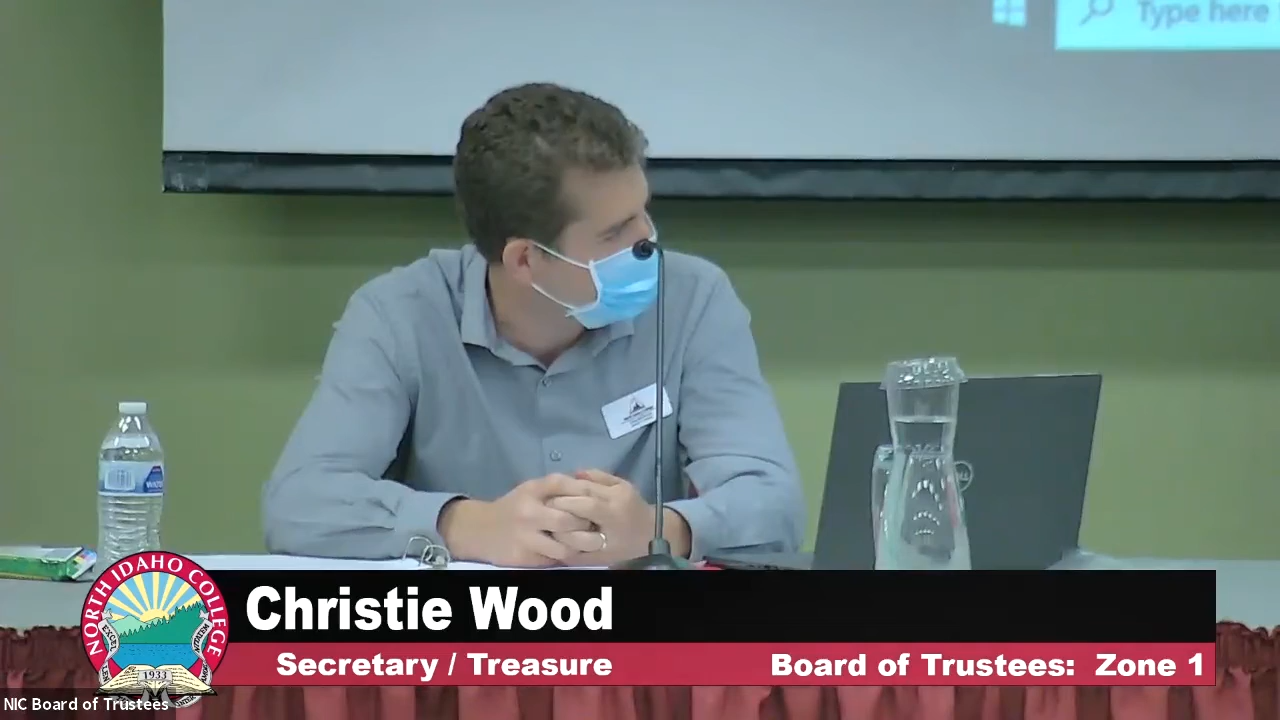 Type here
Christie Wood
Secretary / Treasure
Board of Trustees: Zone 1
NORTH IDAHO COLLEGE
1933
NIC Board of Trustees